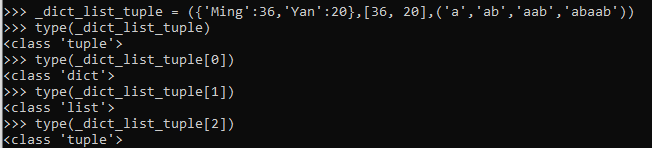 >>> _dict_list_tuple = ({'Ming':36,'Yan':20},[36, 20],('a','ab','aab','abaab'))
>>> type(_dict_list_tuple)
<class 'tuple'>
>>> type(_dict_list_tuple[0])
<class 'dict'>
>>> type(_dict_list_tuple[1])
<class 'list'>
>>> type(_dict_list_tuple[2])
<class 'tuple'>